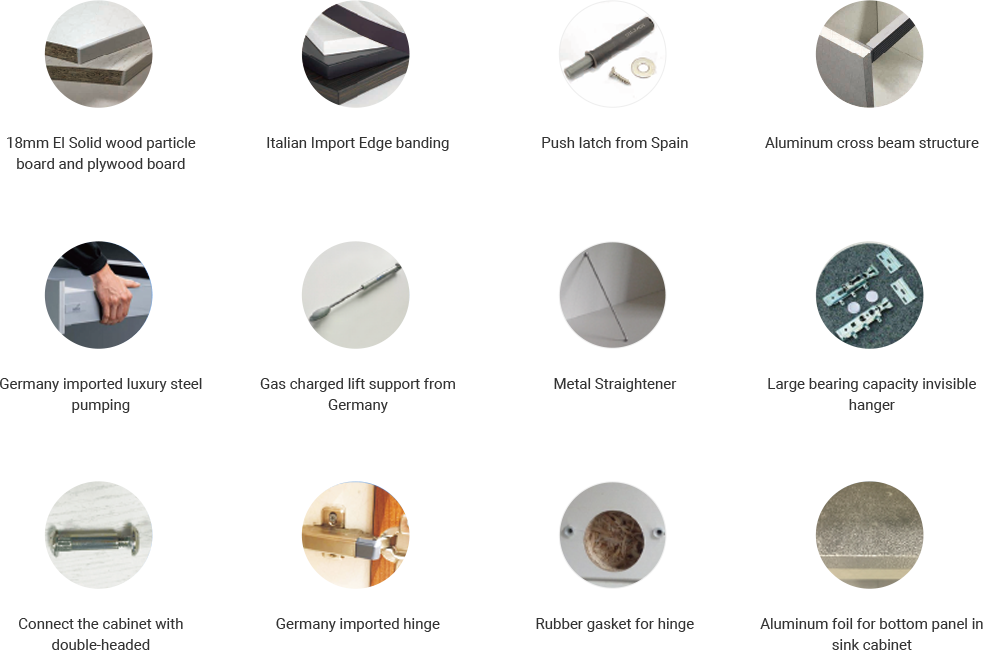 18mm El Solid wood particle
board and plywood board
Italian Import Edge banding
Push latch from Spain
Aluminum cross beam structure
Germany imported luxury steel
pumping
Gas charged lift support from
Germany
Metal Straightener
Large bearing capacity invisible
hanger
Connect the cabinet with
double-headed
Germany imported hinge
Rubber gasket for hinge
Aluminum foil for bottom panel in
sink cabinet